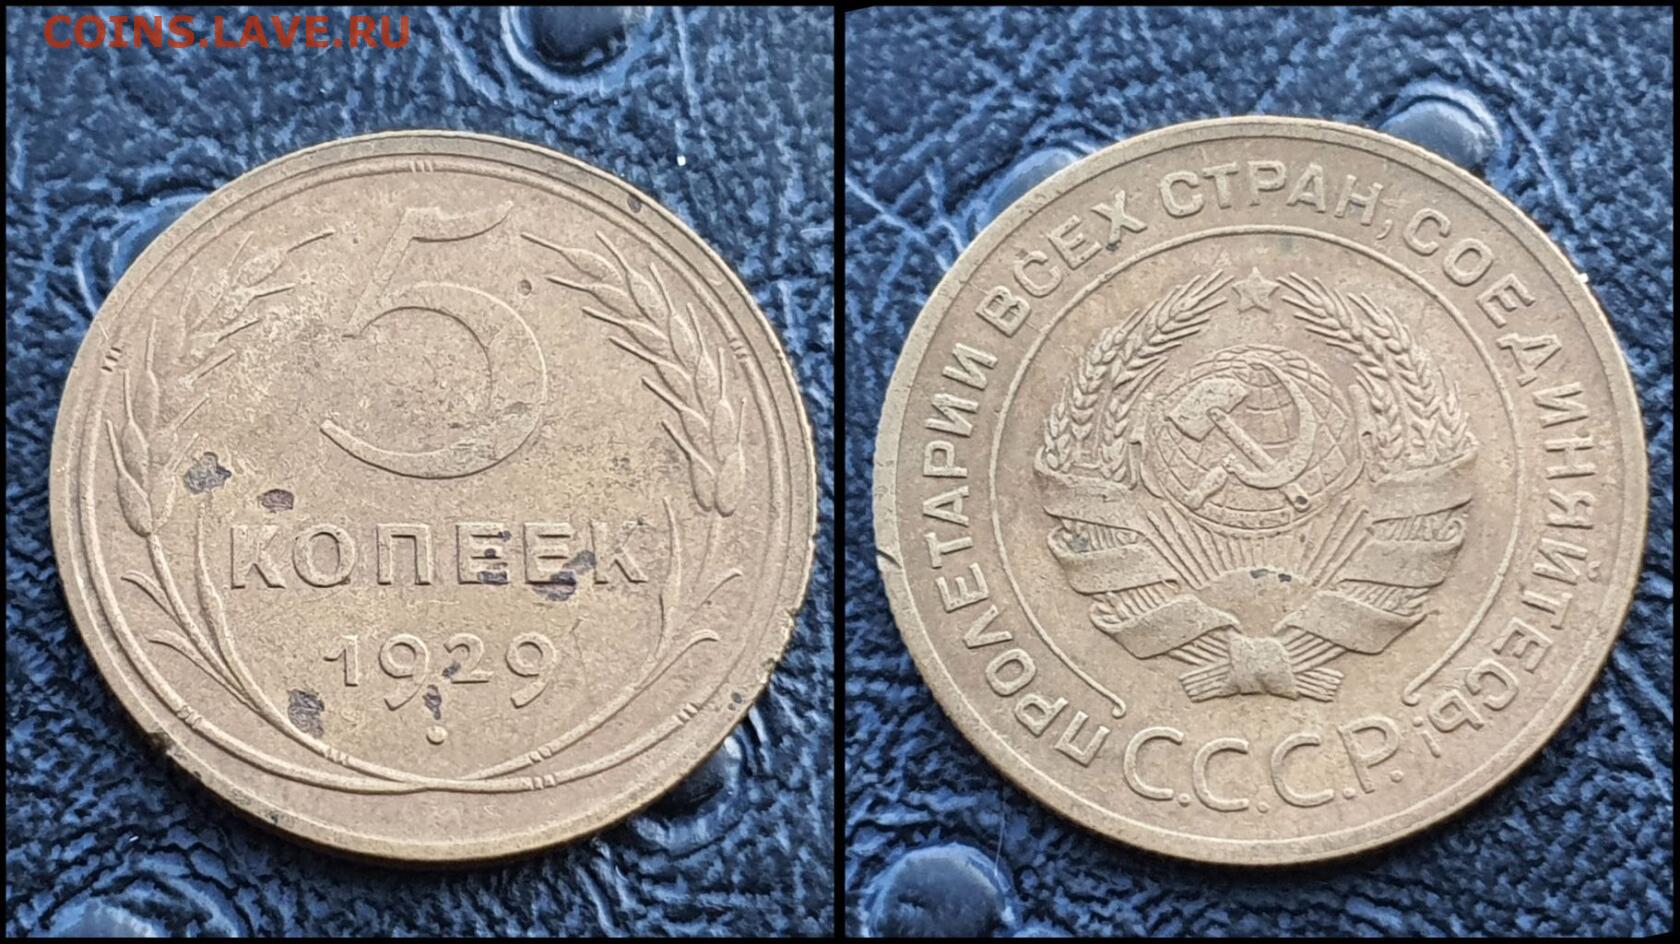 COINS.LAVE.RU
5
КОПЕЕК
1929
ПРОЛЕТАРИИ ВСЕХ СТРАН, СОЕДИНЯЙТЕСЬ!
С.С.С.Р.